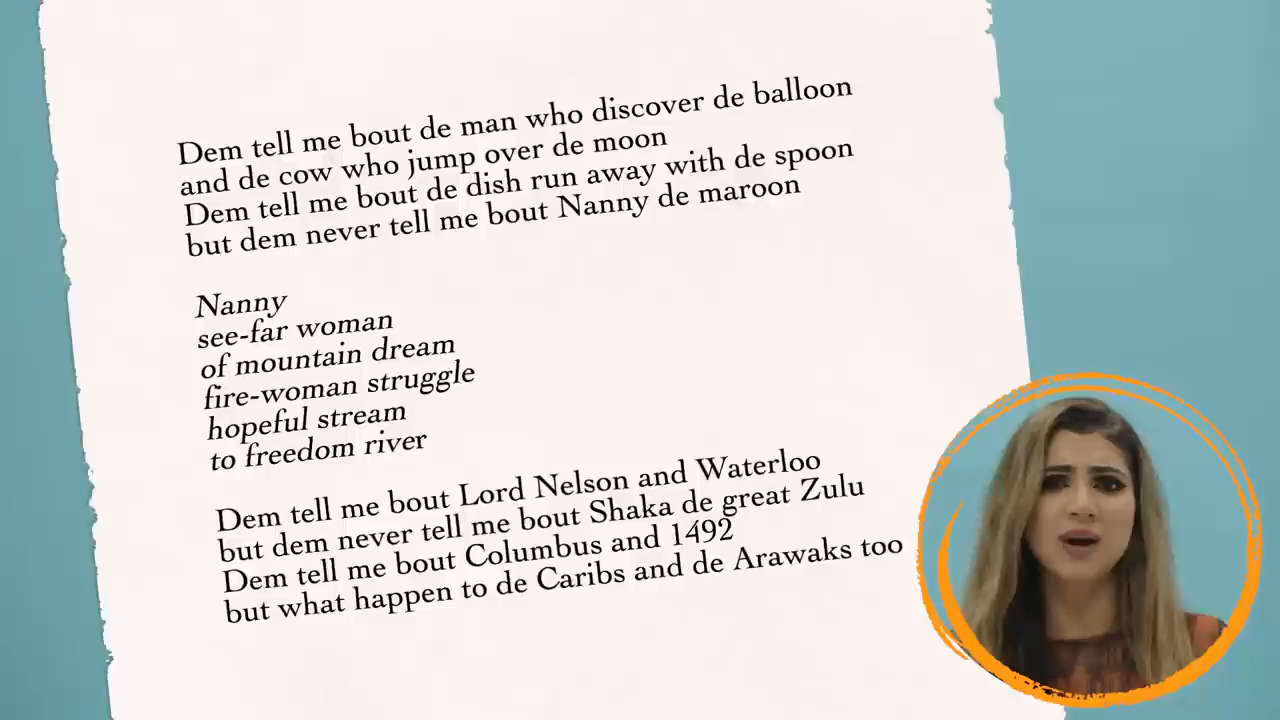 Dem tell me bout de man who discover de balloon
and de cow who jump over de moon
Dem tell me bout de dish run away with de spoon
but dem never tell me bout Nanny de maroon
Nanny
see-far woman
of mountain dream
fire-woman struggle
hopeful stream
to freedom river
Dem tell me bout Lord Nelson and Waterloo
but dem never tell me bout Shaka de great Zulu
Dem tell me bout Columbus and 1492
but what happen to de Caribs and de Arawaks too